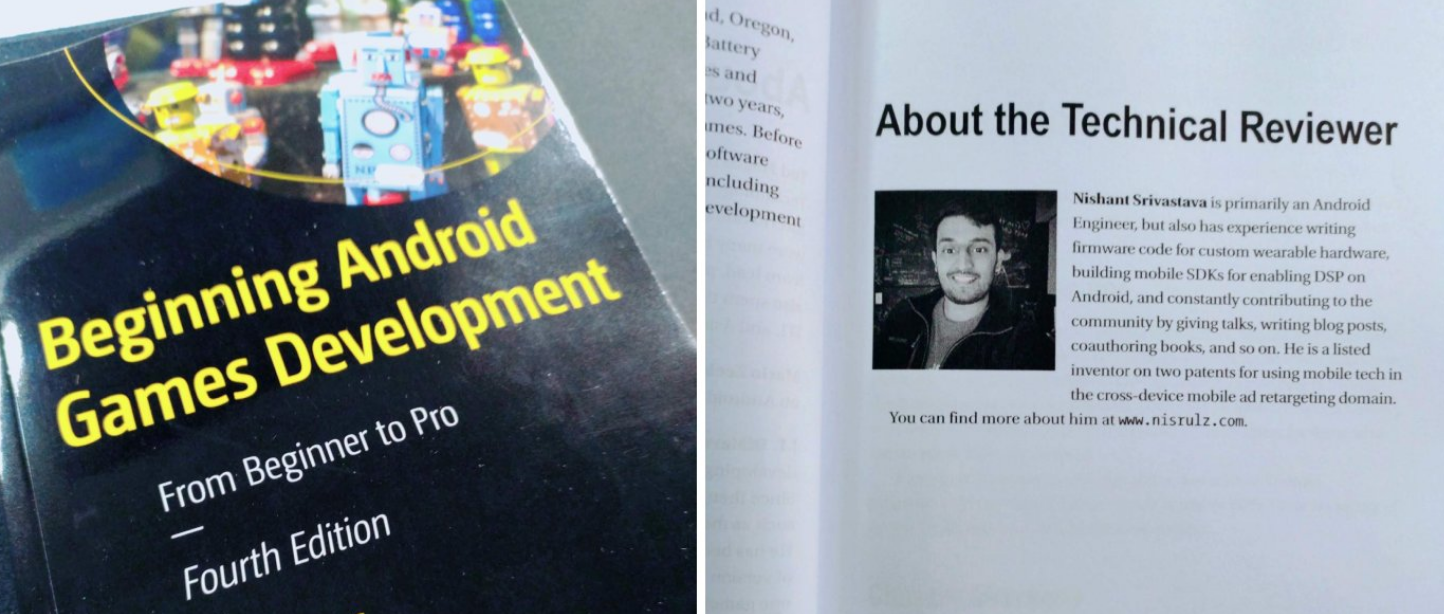 Beginning Android
Games Development
From Beginner to Pro
—
Fourth Edition
d, Oregon,
Battery
es and
two years,
mes. Before
oftware
ncluding
evelopment
About the Technical Reviewer
Nishant Srivastava is primarily an Android
Engineer, but also has experience writing
firmware code for custom wearable hardware,
building mobile SDKs for enabling DSP on
Android, and constantly contributing to the
community by giving talks, writing blog posts,
coauthoring books, and so on. He is a listed
inventor on two patents for using mobile tech in
the cross-device mobile ad retargeting domain.
You can find more about him at www.nisrulz.com.